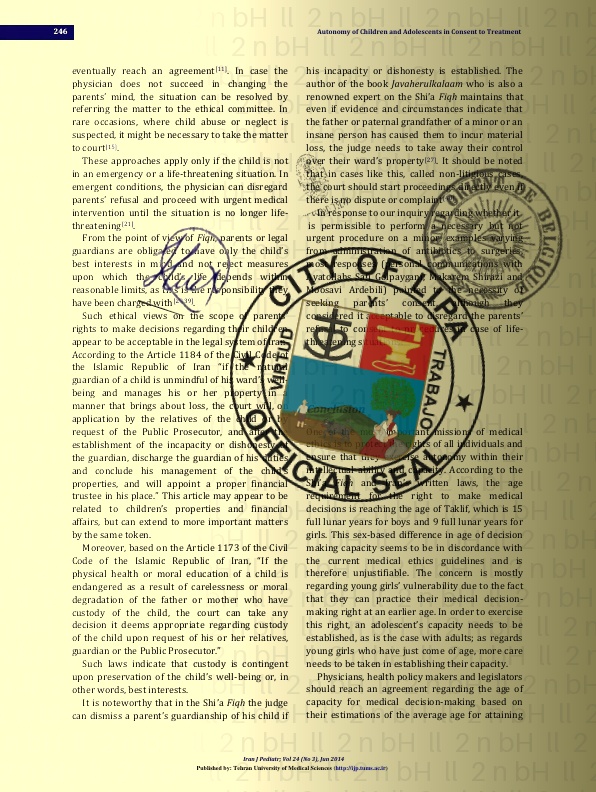 246
Autonomy of Children and Adolescents in Consent to Treatment
eventually reach an agreement[11]. In case the
physician does not succeed in changing the
parents' mind, the situation can be resolved by
referring the matter to the ethical committee. In
rare occasions, where child abuse or neglect is
suspected, it might be necessary to take the matter
to court[15].
These approaches apply only if the child is not
in an emergency or a life-threatening situation. In
emergent conditions, the physician can disregard
parents' refusal and proceed with urgent medical
intervention until the situation is no longer life-
threatening[21].
From the point of view of Fiqh, parents or legal
guardians are obligated to have only the child's
best interests in mind and not reject measures
upon which the child's life depends within
reasonable limits, as this is the responsibility they
have been charged with
Such ethical views on the scope of parents'
rights to make decisions regarding their children
appear to be acceptable in the legal system of Iran.
According to the Article 1184 of the Civil Code of
the Islamic Republic of Iran "if the natural
guardian of a child is unmindful of his ward's well-
being and manages his or her property in a
manner that brings about loss, the court will, on
application by the relatives of the child or by
request of the Public Prosecutor, and after the
establishment of the incapacity or dishonesty of
the guardian, discharge the guardian of his duties
and conclude his management of the child's
properties, and will appoint a proper financial
trustee in his place." This article may appear to be
related to children's properties and financial
affairs, but can extend to more important matters
by the same token.
Moreover, based on the Article 1173 of the Civil
Code of the Islamic Republic of Iran, "If the
physical health or moral education of a child is
endangered as a result of carelessness or moral
degradation of the father or mother who have
custody of the child, the court can take any
decision it deems appropriate regarding custody
of the child upon request of his or her relatives,
guardian or the Public Prosecutor."
Such laws indicate that custody is contingent
upon preservation of the child's well-being or, in
other words, best interests.
It is noteworthy that in the Shi'a Fiqh the judge
can dismiss a parent's guardianship of his child if
his incapacity or dishonesty is established. The
author of the book Javaherulkalaam who is also a
renowned expert on the Shi'a Fiqh maintains that
even if evidence and circumstances indicate that
the father or paternal grandfather of a minor or an
insane person has caused them to incur material
loss, the judge needs to take away their control
over their ward's property[27]. It should be noted
that in cases like this, called non-litigious cases,
the court should start proceedings directly even if
there is no dispute or complaint
In response to our inquiry regarding whether it
is permissible to perform a necessary but not
urgent procedure on a minor, examples varying
from administration of antibiotics to surgeries,
most responses (personal communications with
Ayatollahs San, Golpaygani, Makarem Shirazi and
Moosavi Ardebili) pointed to the necessity of
seeking parents' consent, although they
considered it acceptable to disregard the parents'
refusal to consent to procedures in case of life-
threatening
Conclusion
One of the most important missions of medical
ethics is to protect the rights of all individuals and
ensure that they exercise autonomy within their
intellectual ability and capacity. According to the
Shi'a Fiqh and Iran's written laws, the age
requirement for the right to make medical
decisions is reaching the age of Taklif, which is 15
full lunar years for boys and 9 full lunar years for
girls. This sex-based difference in age of decision
making capacity seems to be in discordance with
the current medical ethics guidelines and is
therefore unjustifiable. The concern is mostly
regarding young girls' vulnerability due to the fact
that they can practice their medical decision-
making right at an earlier age. In order to exercise
this right, an adolescent's capacity needs to be
established, as is the case with adults; as regards
young girls who have just come of age, more care
needs to be taken in establishing their capacity.
Physicians, health policy makers and legislators
should reach an agreement regarding the age of
capacity for medical decision-making based on
their estimations of the average age for attaining
CITY OF
OFFICIAL SEAL
VIRTUD
TRABAJO
ORIENT DE BELGIQUE
Iran J Pediatr; Vol 24 (No 3), Jun 2014
Published by: Tehran University of Medical Sciences (http://ijp.tums.ac.ir)